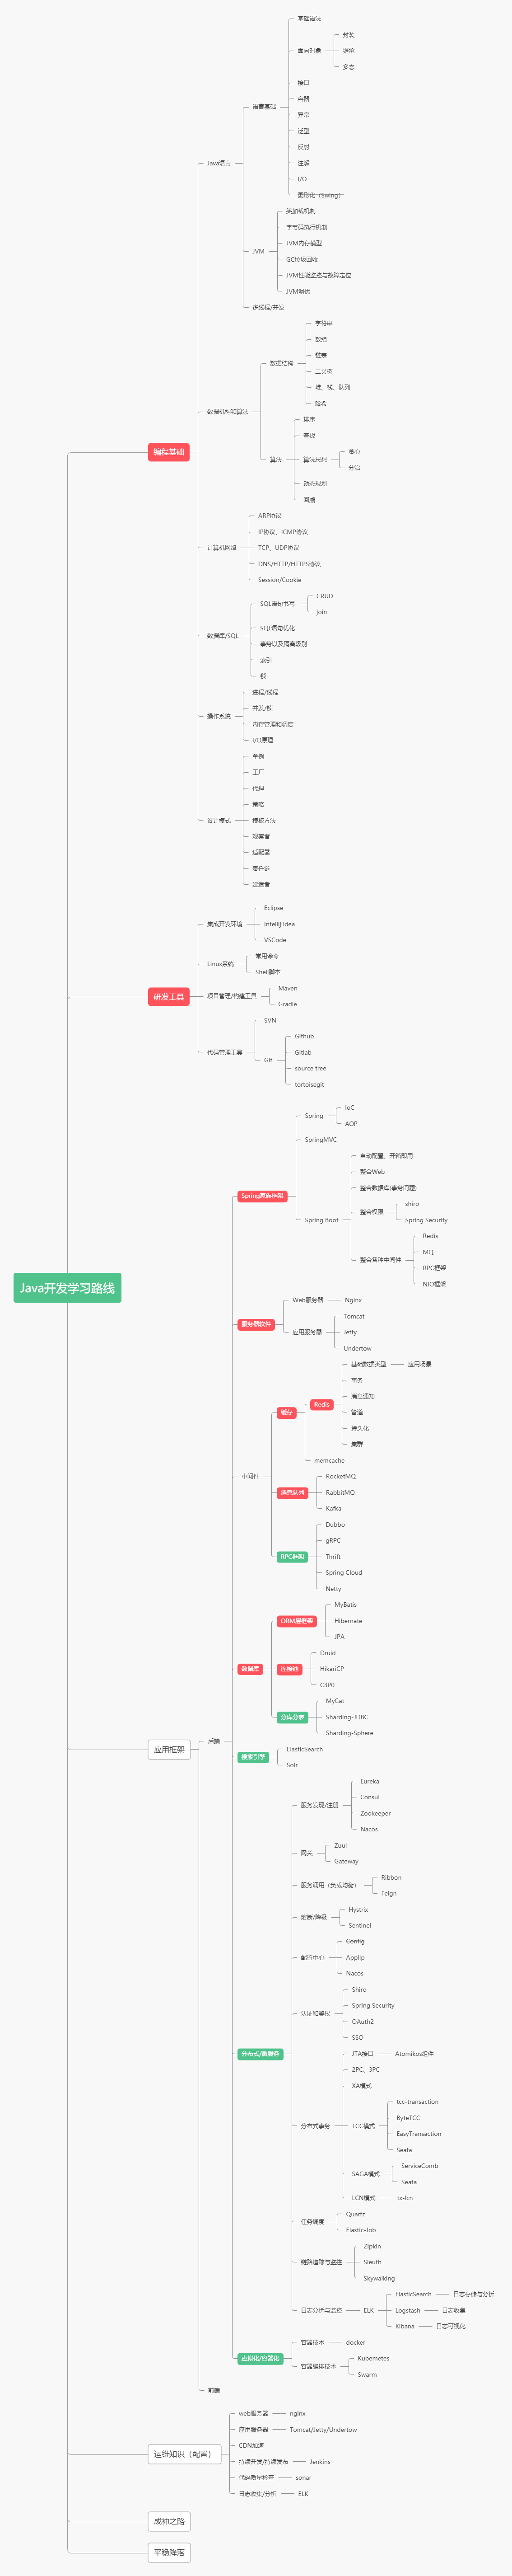 Java开发学习路线
编程基础
Java语言
语言基础
基础语法
面向对象
封装
继承
多态
接口
容器
异常
泛型
反射
注解
I/O
图形化（Swing）
JVM
类加载机制
字节码执行机制
JVM内存模型
GC垃圾回收
JVM性能监控与故障定位
JVM调优
多线程/并发
数据机构和算法
数据结构
字符串
数组
链表
二叉树
堆、栈、队列
哈希
算法
排序
查找
算法思想
贪心
分治
动态规划
回溯
计算机网络
ARP协议
IP协议、ICMP协议
TCP、UDP协议
DNS/HTTP/HTTPS协议
Session/Cookie
数据库/SQL
SQL语句书写
CRUD
join
SQL语句优化
事务以及隔离级别
索引
锁
操作系统
进程/线程
并发/锁
内存管理和调度
I/O原理
设计模式
单例
工厂
代理
策略
模板方法
观察者
适配器
责任链
建造者
研发工具
集成开发环境
Eclipse
Intellij idea
VSCode
Linux系统
常用命令
Shell脚本
项目管理/构建工具
Maven
Gradle
代码管理工具
SVN
Git
Github
Gitlab
source tree
tortoisegit
应用框架
后端
Spring家族框架
Spring
IoC
AOP
SpringMVC
Spring Boot
自动配置、开箱即用
整合Web
整合数据库(事务问题)
整合权限
shiro
Spring Security
整合各种中间件
Redis
MQ
RPC框架
NIO框架
服务器软件
Web服务器
Nginx
应用服务器
Tomcat
Jetty
Undertow
中间件
缓存
Redis
基础数据类型
应用场景
事务
消息通知
管道
持久化
集群
memcache
消息队列
RocketMQ
RabbitMQ
Kafka
RPC框架
Dubbo
gRPC
Thrift
Spring Cloud
Netty
数据库
ORM层框架
MyBatis
Hibernate
JPA
连接池
Druid
HikariCP
C3P0
分库分表
MyCat
Sharding-JDBC
Sharding-Sphere
搜索引擎
ElasticSearch
Solr
分布式/微服务
服务发现/注册
Eureka
Consul
Zookeeper
Nacos
网关
Zuul
Gateway
服务调用（负载均衡）
Ribbon
Feign
熔断/降级
Hystrix
Sentinel
配置中心
Config
Apollp
Nacos
认证和鉴权
Shiro
Spring Security
OAuth2
SSO
分布式事务
JTA接口
Atomikos组件
2PC、3PC
XA模式
TCC模式
tcc-transaction
ByteTCC
EasyTransaction
Seata
SAGA模式
ServiceComb
Seata
LCN模式
tx-lcn
任务调度
Quartz
Elastic-Job
链路追踪与监控
Zipkin
Sleuth
Skywalking
日志分析与监控
ELK
ElasticSearch
日志存储与分析
Logstash
日志收集
Kibana
日志可视化
虚拟化/容器化
容器技术
docker
容器编排技术
Kubernetes
Swarm
前端
运维知识（配置）
web服务器
nginx
应用服务器
Tomcat/Jetty/Undertow
CDN加速
持续开发/持续发布
Jenkins
代码质量检查
sonar
日志收集/分析
ELK
成神之路
平稳降落